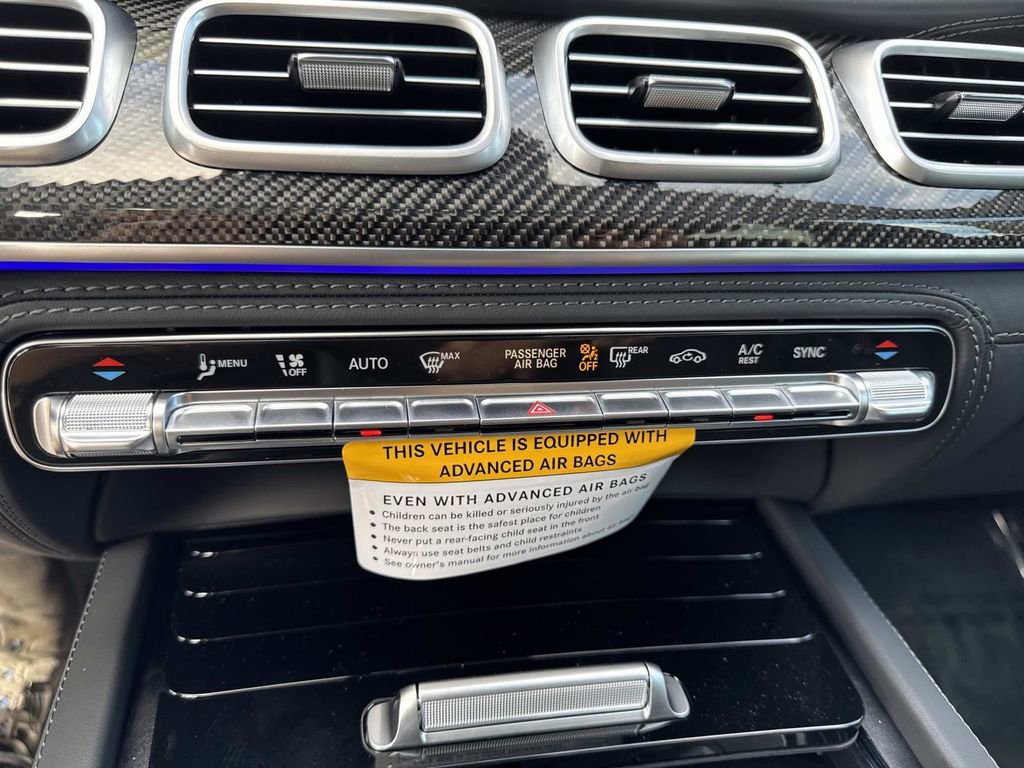 MENU
OFF
AUTO
MAX
PASSENGER
AIR BAG
OFF
REAR
A/C
REST
SYNC
THIS VEHICLE IS EQUIPPED WITH
ADVANCED AIR BAGS
EVEN WITH ADVANCED AIR BAGS
• Children can be killed or seriously injured by the air bag
• The back seat is the safest place for children
• Never put a rear-facing child seat in the front
• Always use seat belts and child restraints
• See owner's manual for more information about air bags